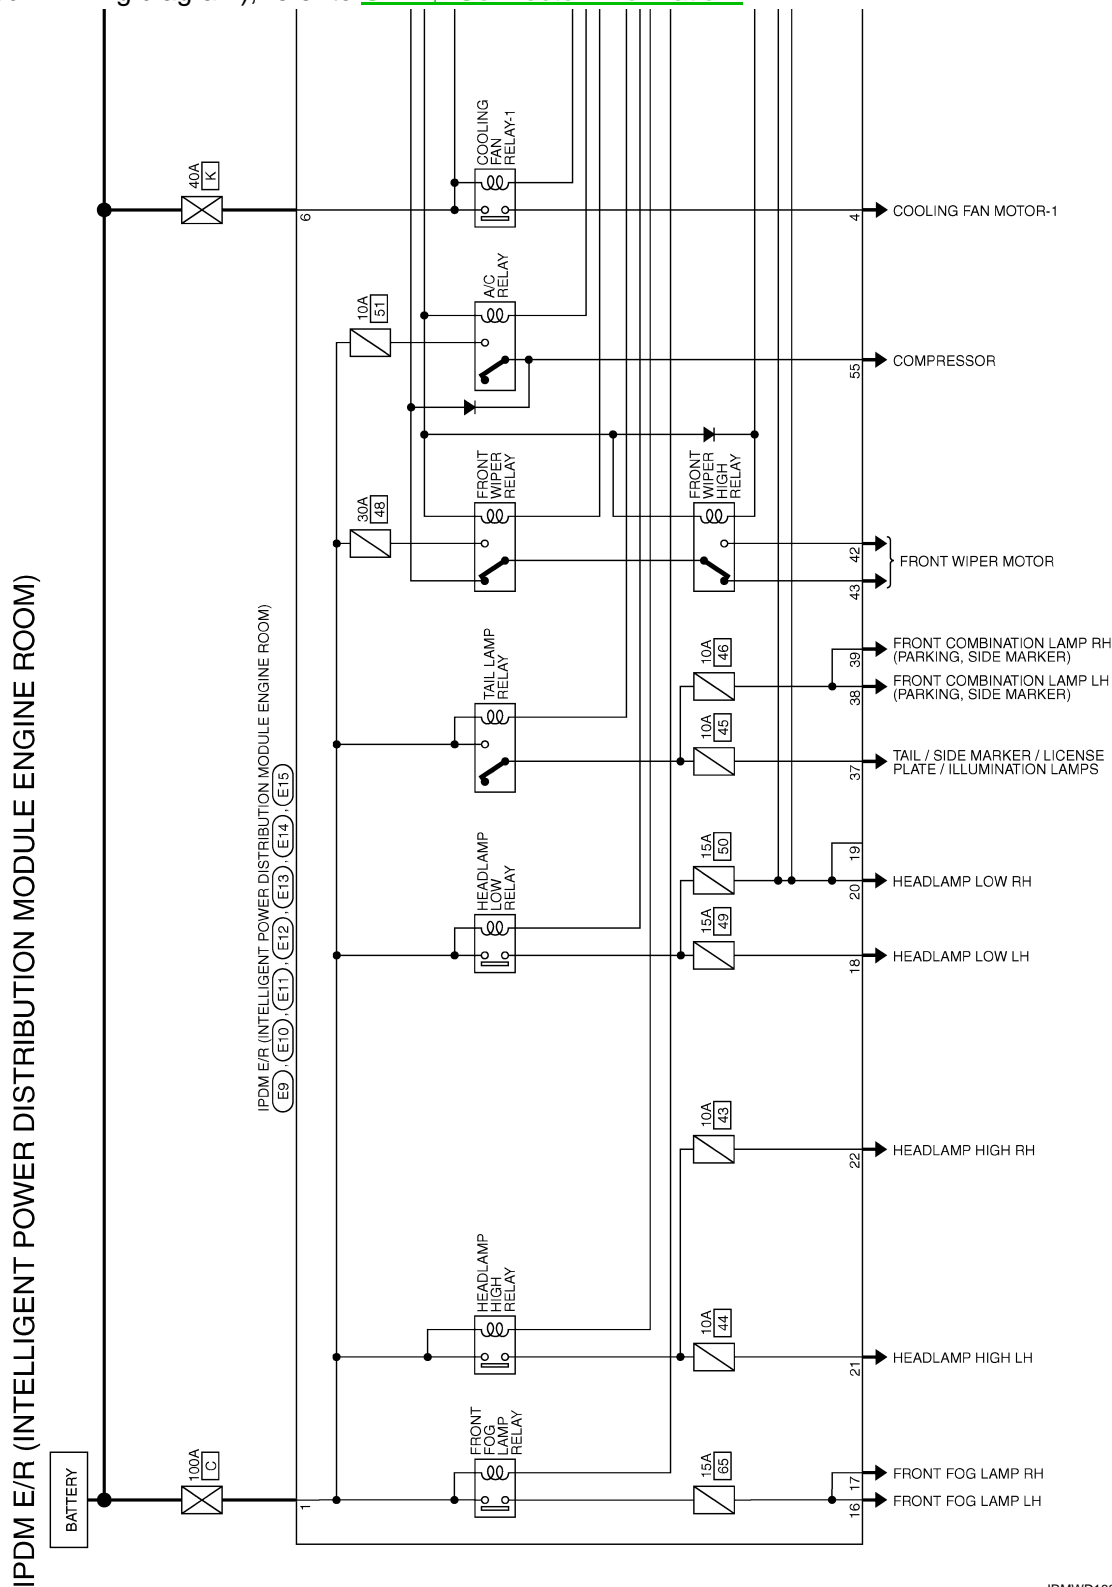 IPDM E/R (INTELLIGENT POWER DISTRIBUTION MODULE ENGINE ROOM)
BATTERY
40A
K
6
COOLING
FAN
RELAY-1
4
COOLING FAN MOTOR-1
10A
51
A/C
RELAY
55
COMPRESSOR
30A
48
FRONT
WIPER
RELAY
FRONT
WIPER
HIGH
RELAY
42
43
FRONT WIPER MOTOR
IPDM E/R (INTELLIGENT POWER DISTRIBUTION MODULE ENGINE ROOM)
E9 , E10 , E11 , E12 , E13 , E14 , E15
TAIL LAMP
RELAY
10A
46
39
FRONT COMBINATION LAMP RH
(PARKING, SIDE MARKER)
38
FRONT COMBINATION LAMP LH
(PARKING, SIDE MARKER)
10A
45
37
TAIL / SIDE MARKER / LICENSE
PLATE / ILLUMINATION LAMPS
HEADLAMP
LOW
RELAY
15A
50
19
20
HEADLAMP LOW RH
15A
49
18
HEADLAMP LOW LH
10A
43
22
HEADLAMP HIGH RH
HEADLAMP
HIGH
RELAY
10A
44
21
HEADLAMP HIGH LH
100A
C
1
FRONT
FOG
LAMP
RELAY
15A
65
17
FRONT FOG LAMP RH
16
FRONT FOG LAMP LH